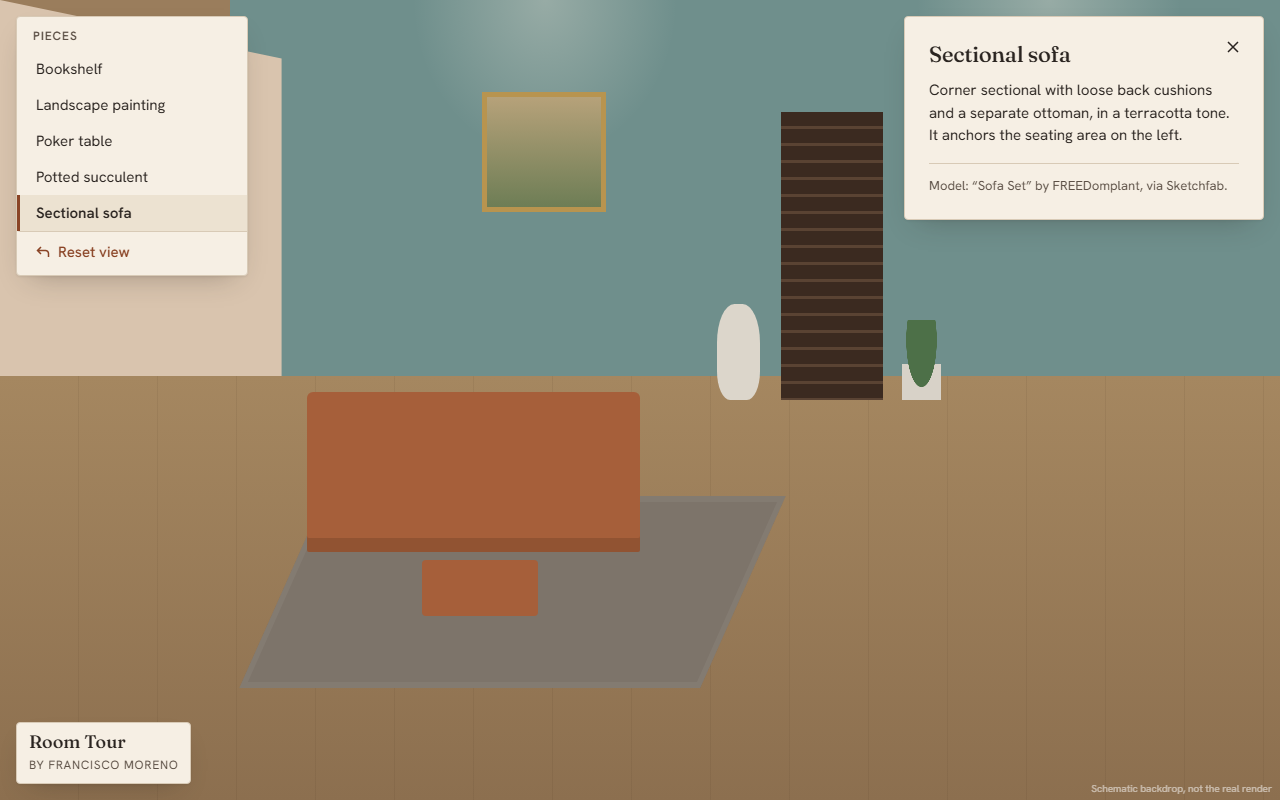 PIECES
Bookshelf
Landscape painting
Poker table
Potted succulent
Sectional sofa
Reset view
Sectional sofa
Corner sectional with loose back cushions
and a separate ottoman, in a terracotta tone.
It anchors the seating area on the left.
Model: “Sofa Set” by FREEDomplant, via Sketchfab.
Room Tour
BY FRANCISCO MORENO
Schematic backdrop, not the real render